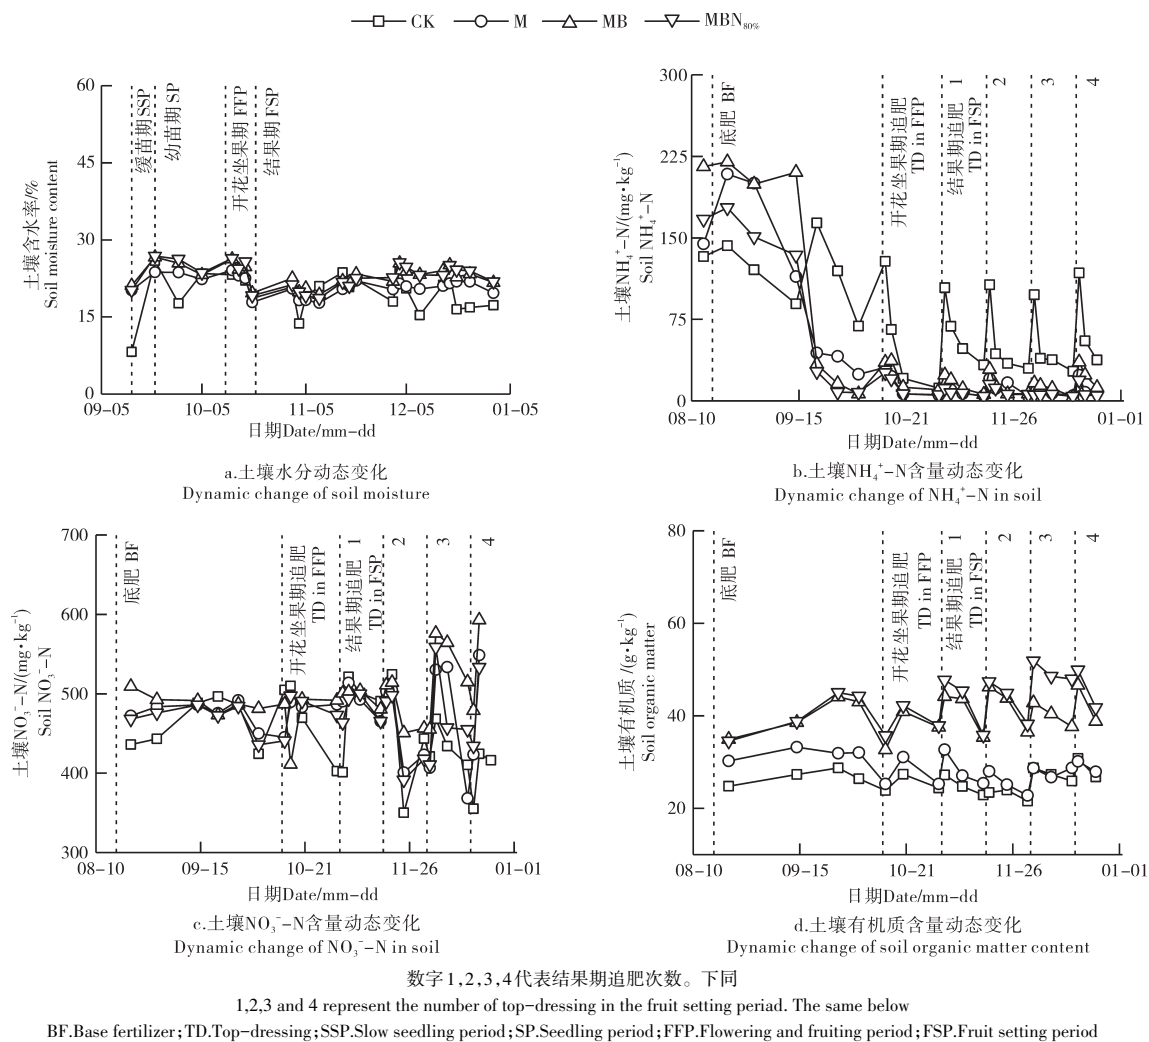 CK M MB MBN80%
60
45
30
15
0
土壤含水率/%
Soil moisture content
缓苗期 SSP
幼苗期 SP
开花坐果期 FFP
结果期 FSP
09-05 10-05 11-05 12-05 01-05
日期Date/mm-dd
a.土壤水分动态变化
Dynamic change of soil moisture
300
225
150
75
0
土壤NH₄⁺-N/(mg·kg⁻¹)
Soil NH₄⁺-N
底肥 BF
开花坐果期追肥
TD in FFP
结果期追肥 1
TD in FSP
2
3
4
08-10 09-15 10-21 11-26 01-01
日期Date/mm-dd
b.土壤NH₄⁺-N含量动态变化
Dynamic change of NH₄⁺-N in soil
700
600
500
400
300
土壤NO₃⁻-N/(mg·kg⁻¹)
Soil NO₃⁻-N
底肥 BF
开花坐果期追肥
TD in FFP
结果期追肥 1
TD in FSP
2
3
4
08-10 09-15 10-21 11-26 01-01
日期Date/mm-dd
c.土壤NO₃⁻-N含量动态变化
Dynamic change of NO₃⁻-N in soil
80
60
40
20
土壤有机质 /(g·kg⁻¹)
Soil organic matter
底肥 BF
开花坐果期追肥
TD in FFP
结果期追肥 1
TD in FSP
2
3
4
08-10 09-15 10-21 11-26 01-01
日期Date/mm-dd
d.土壤有机质含量动态变化
Dynamic change of soil organic matter content
数字1,2,3,4代表结果期追肥次数。下同
1,2,3 and 4 represent the number of top-dressing in the fruit setting periad. The same below
BF.Base fertilizer;TD.Top-dressing;SSP.Slow seedling period;SP.Seedling period;FFP.Flowering and fruiting period;FSP.Fruit setting period